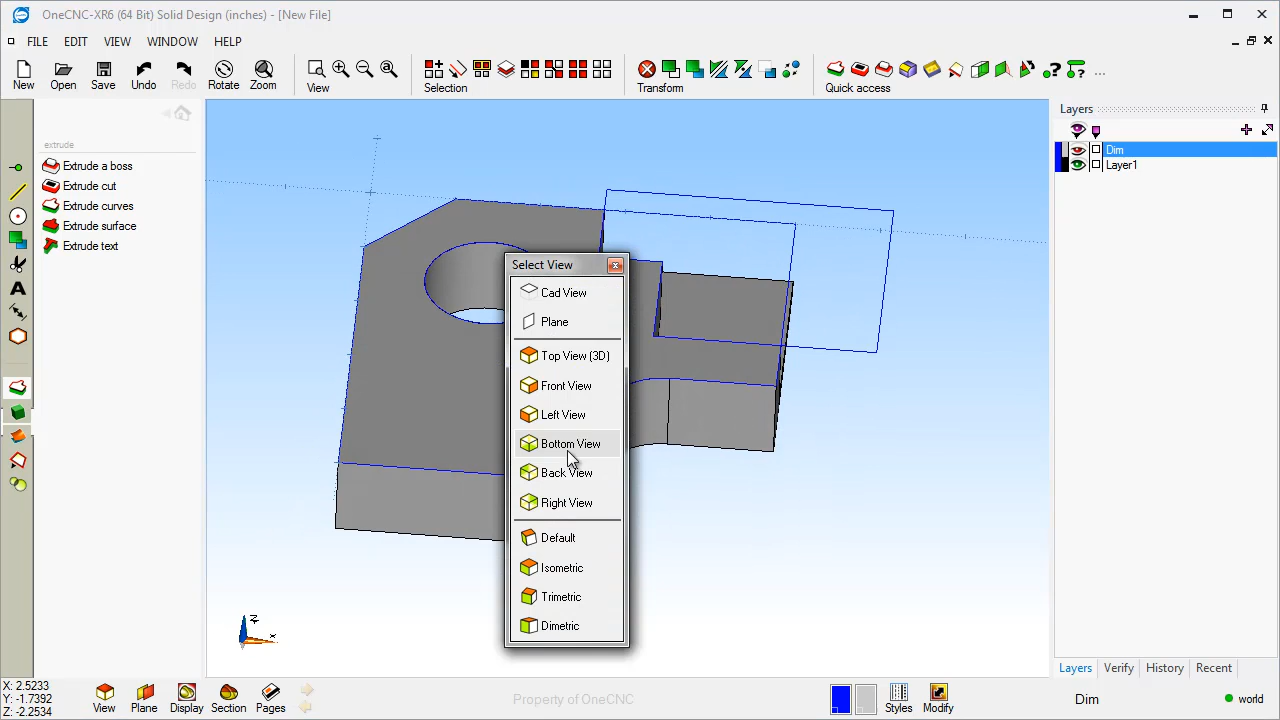 OneCNC-XR6 (64 Bit) Solid Design (inches) - [New File]
FILE EDIT VIEW WINDOW HELP
New Open Save Undo Redo Rotate Zoom View Selection Transform Quick access ...
extrude
Extrude a boss
Extrude cut
Extrude curves
Extrude surface
Extrude text
Select View
Cad View
Plane
Top View (3D)
Front View
Left View
Bottom View
Back View
Right View
Default
Isometric
Trimetric
Dimetric
Layers
Dim
Layer1
Layers Verify History Recent
z
x
X: 2.5233
Y: -1.7392
Z: -2.2534
View Plane Display Section Pages
Property of OneCNC
Styles Modify
Dim
world